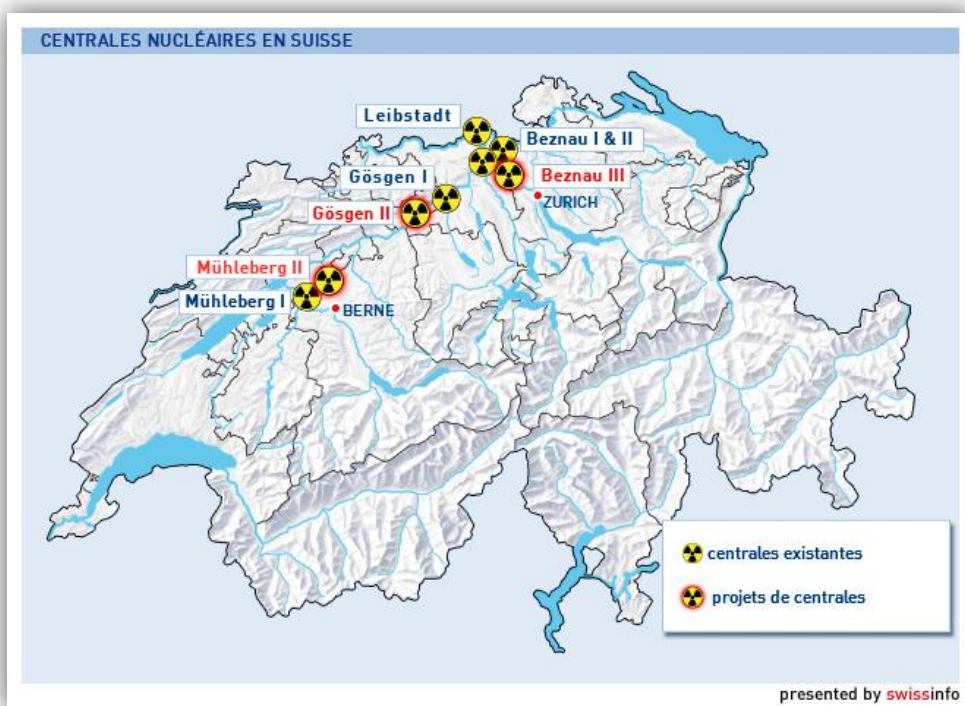 CENTRALES NUCLÉAIRES EN SUISSE
Leibstadt
Beznau I & II
Gösgen I
Beznau III
ZURICH
Gösgen II
Mühleberg II
Mühleberg I
BERNE
centrales existantes
projets de centrales
presented by swissinfo